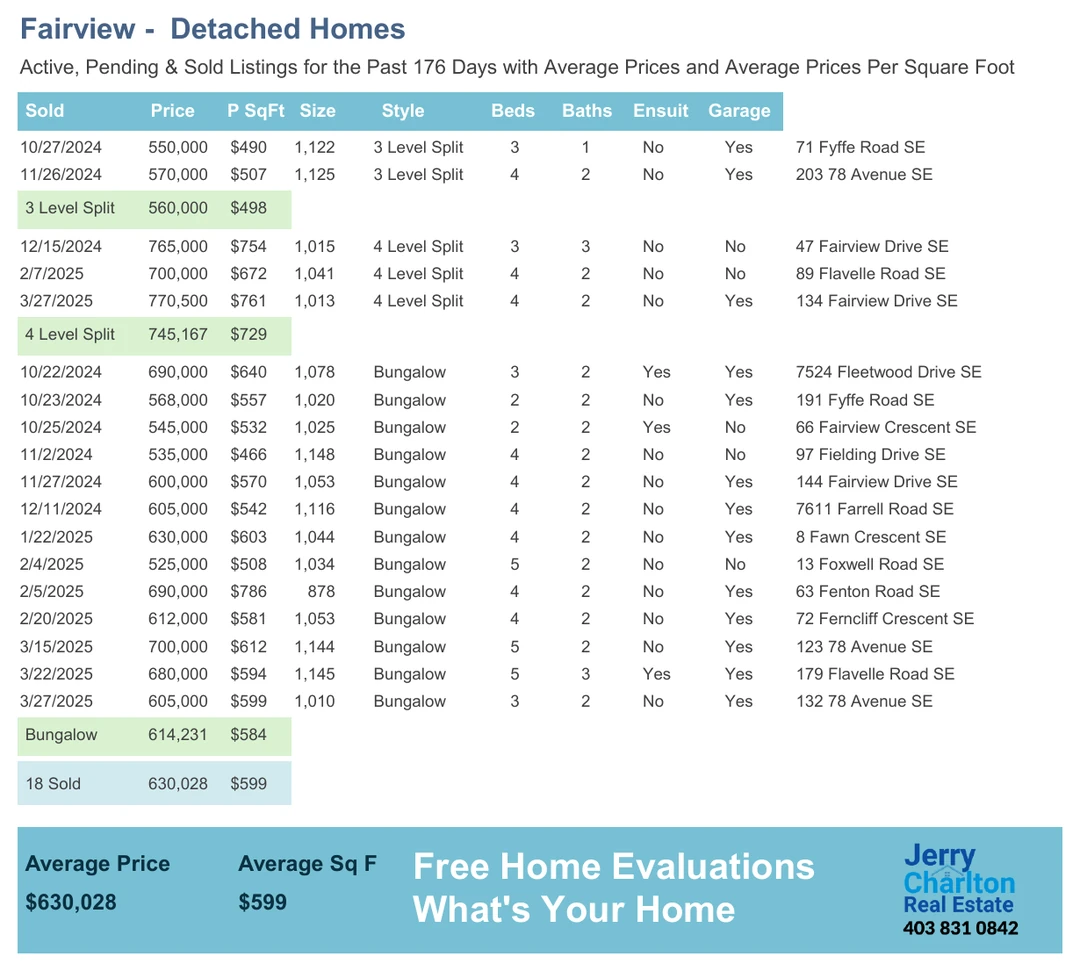 Fairview - Detached Homes
Active, Pending & Sold Listings for the Past 176 Days with Average Prices and Average Prices Per Square Foot
Sold Price P SqFt Size Style Beds Baths Ensuit Garage
10/27/2024 550,000 $490 1,122 3 Level Split 3 1 No Yes 71 Fyffe Road SE
11/26/2024 570,000 $507 1,125 3 Level Split 4 2 No Yes 203 78 Avenue SE
3 Level Split 560,000 $498
12/15/2024 765,000 $754 1,015 4 Level Split 3 3 No No 47 Fairview Drive SE
2/7/2025 700,000 $672 1,041 4 Level Split 4 2 No No 89 Flavelle Road SE
3/27/2025 770,500 $761 1,013 4 Level Split 4 2 No Yes 134 Fairview Drive SE
4 Level Split 745,167 $729
10/22/2024 690,000 $640 1,078 Bungalow 3 2 Yes Yes 7524 Fleetwood Drive SE
10/23/2024 568,000 $557 1,020 Bungalow 2 2 No Yes 191 Fyffe Road SE
10/25/2024 545,000 $532 1,025 Bungalow 2 2 Yes No 66 Fairview Crescent SE
11/2/2024 535,000 $466 1,148 Bungalow 4 2 No No 97 Fielding Drive SE
11/27/2024 600,000 $570 1,053 Bungalow 4 2 No Yes 144 Fairview Drive SE
12/11/2024 605,000 $542 1,116 Bungalow 4 2 No Yes 7611 Farrell Road SE
1/22/2025 630,000 $603 1,044 Bungalow 4 2 No Yes 8 Fawn Crescent SE
2/4/2025 525,000 $508 1,034 Bungalow 5 2 No No 13 Foxwell Road SE
2/5/2025 690,000 $786 878 Bungalow 4 2 No Yes 63 Fenton Road SE
2/20/2025 612,000 $581 1,053 Bungalow 4 2 No Yes 72 Ferncliff Crescent SE
3/15/2025 700,000 $612 1,144 Bungalow 5 2 No Yes 123 78 Avenue SE
3/22/2025 680,000 $594 1,145 Bungalow 5 3 Yes Yes 179 Flavelle Road SE
3/27/2025 605,000 $599 1,010 Bungalow 3 2 No Yes 132 78 Avenue SE
Bungalow 614,231 $584
18 Sold 630,028 $599
Average Price Average Sq F
$630,028 $599
Free Home Evaluations
What's Your Home
Jerry
Charlton
Real Estate
403 831 0842